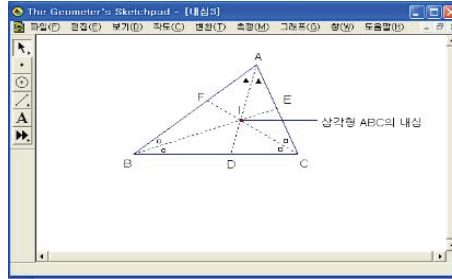 The Geometer's Sketchpad - [내심3]
파일(F) 편집(E) 보기(D) 작도(C) 변환(T) 측정(M) 그래프(G) 창(W) 도움말(H)
A
F
E
I
삼각형 ABC의 내심
B
D
C
A